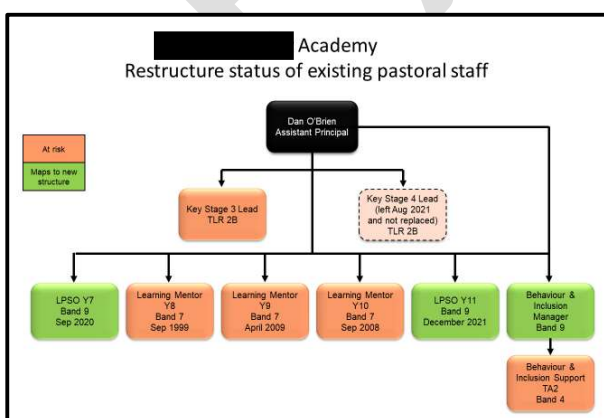 Academy
Restructure status of existing pastoral staff
Dan O'Brien
Assistant Principal
At risk
Maps to new
structure
Key Stage 3 Lead
TLR 2B
Key Stage 4 Lead
(left Aug 2021
and not replaced)
TLR 2B
LPSO Y7
Band 9
Sep 2020
Learning Mentor
Y8
Band 7
Sep 1999
Learning Mentor
Y9
Band 7
April 2009
Learning Mentor
Y10
Band 7
Sep 2008
LPSO Y11
Band 9
December 2021
Behaviour &
Inclusion
Manager
Band 9
Behaviour &
Inclusion Support
TA2
Band 4